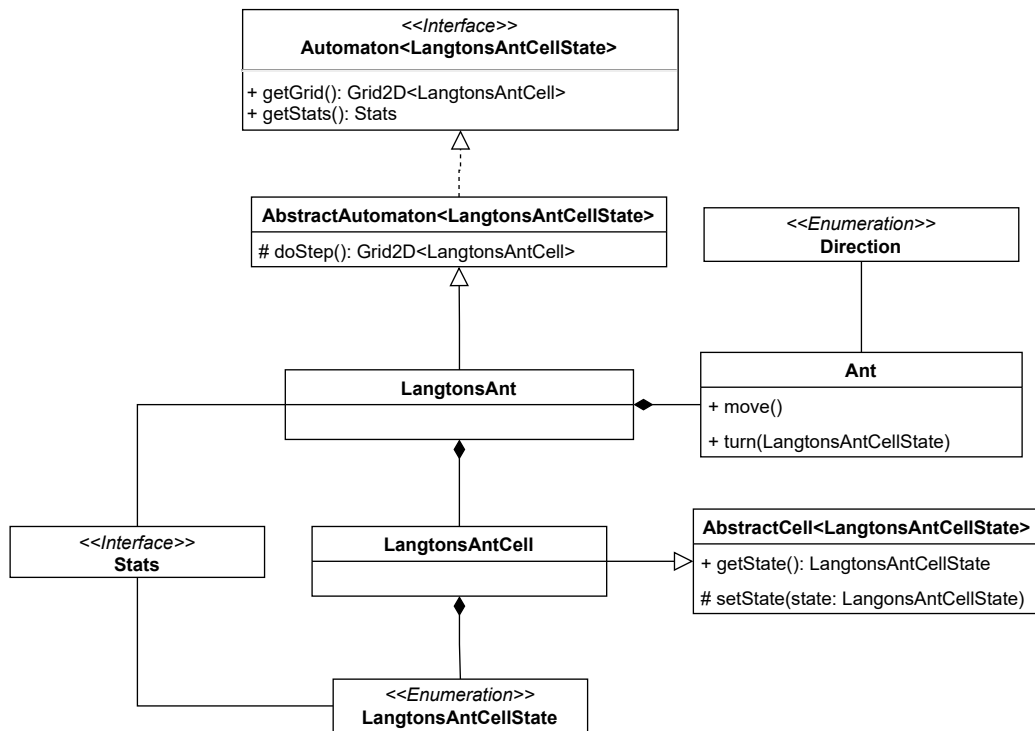 <<Interface>>
Automaton<LangtonsAntCellState>
+ getGrid(): Grid2D<LangtonsAntCell>
+ getStats(): Stats
AbstractAutomaton<LangtonsAntCellState>
# doStep(): Grid2D<LangtonsAntCell>
<<Enumeration>>
Direction
LangtonsAnt
Ant
+ move()
+ turn(LangtonsAntCellState)
<<Interface>>
Stats
LangtonsAntCell
AbstractCell<LangtonsAntCellState>
+ getState(): LangtonsAntCellState
# setState(state: LangonsAntCellState)
<<Enumeration>>
LangtonsAntCellState